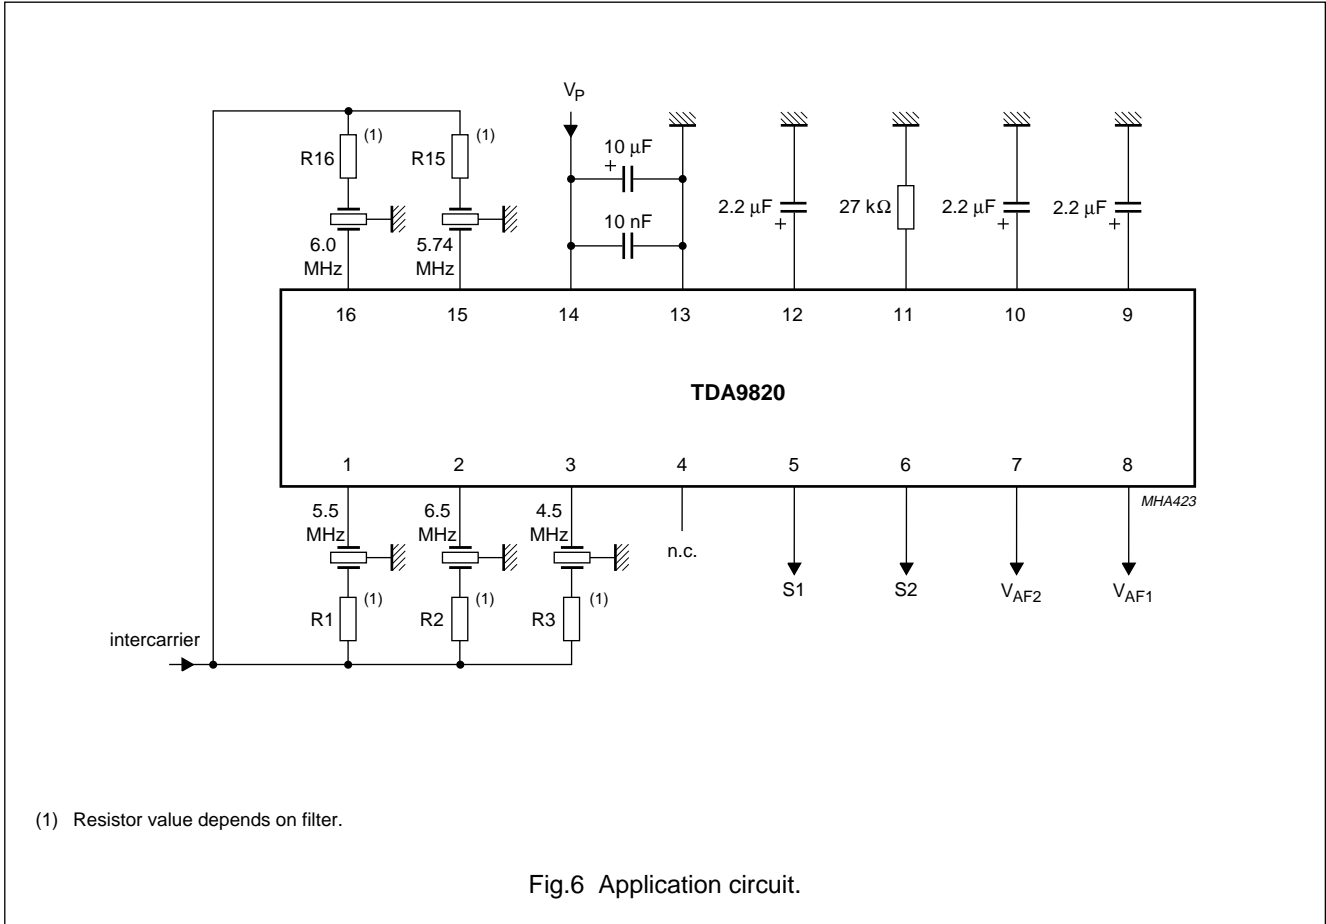 V_P
(1)
(1)
R16
R15
10 μF
+
10 nF
2.2 μF
+
27 kΩ
2.2 μF
+
2.2 μF
+
6.0
MHz
5.74
MHz
16 15 14 13 12 11 10 9
TDA9820
1 2 3 4 5 6 7 8
MHA423
5.5
MHz
6.5
MHz
4.5
MHz
n.c.
S1
S2
V_AF2
V_AF1
R1
(1)
R2
(1)
R3
(1)
intercarrier
(1) Resistor value depends on filter.
Fig.6 Application circuit.